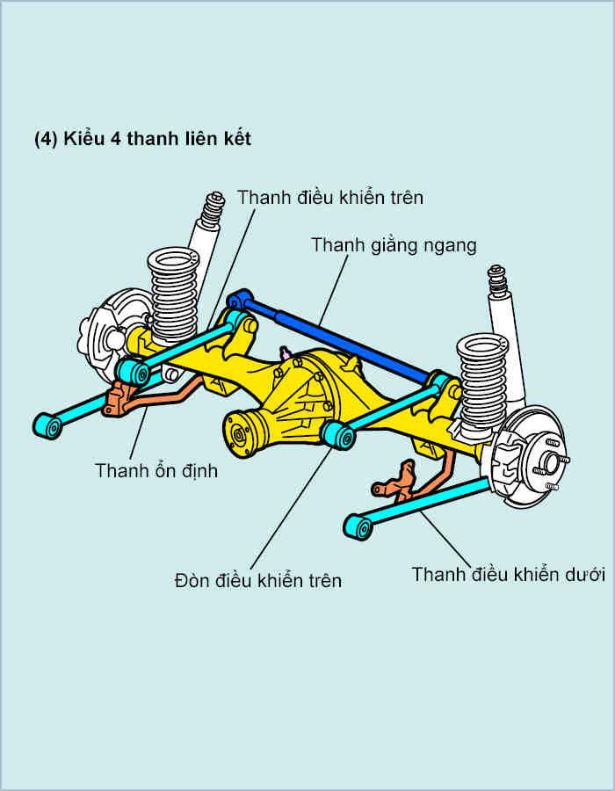 (4) Kiểu 4 thanh liên kết
Thanh điều khiển trên
Thanh giằng ngang
Thanh ổn định
Đòn điều khiển trên
Thanh điều khiển dưới